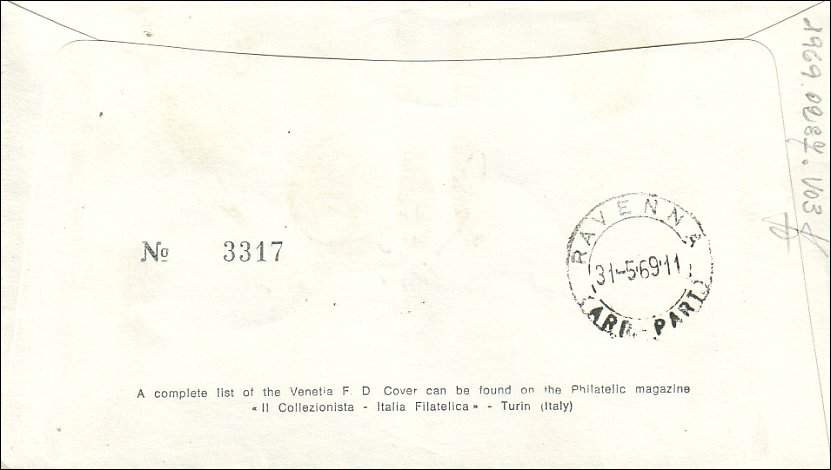 № 3317
RAVENNA
31-5-69·11
(ARR.-PART.)
A complete list of the Venetia F. D. Cover can be found on the Philatelic magazine
« Il Collezionista - Italia Filatelica » - Turin (Italy)